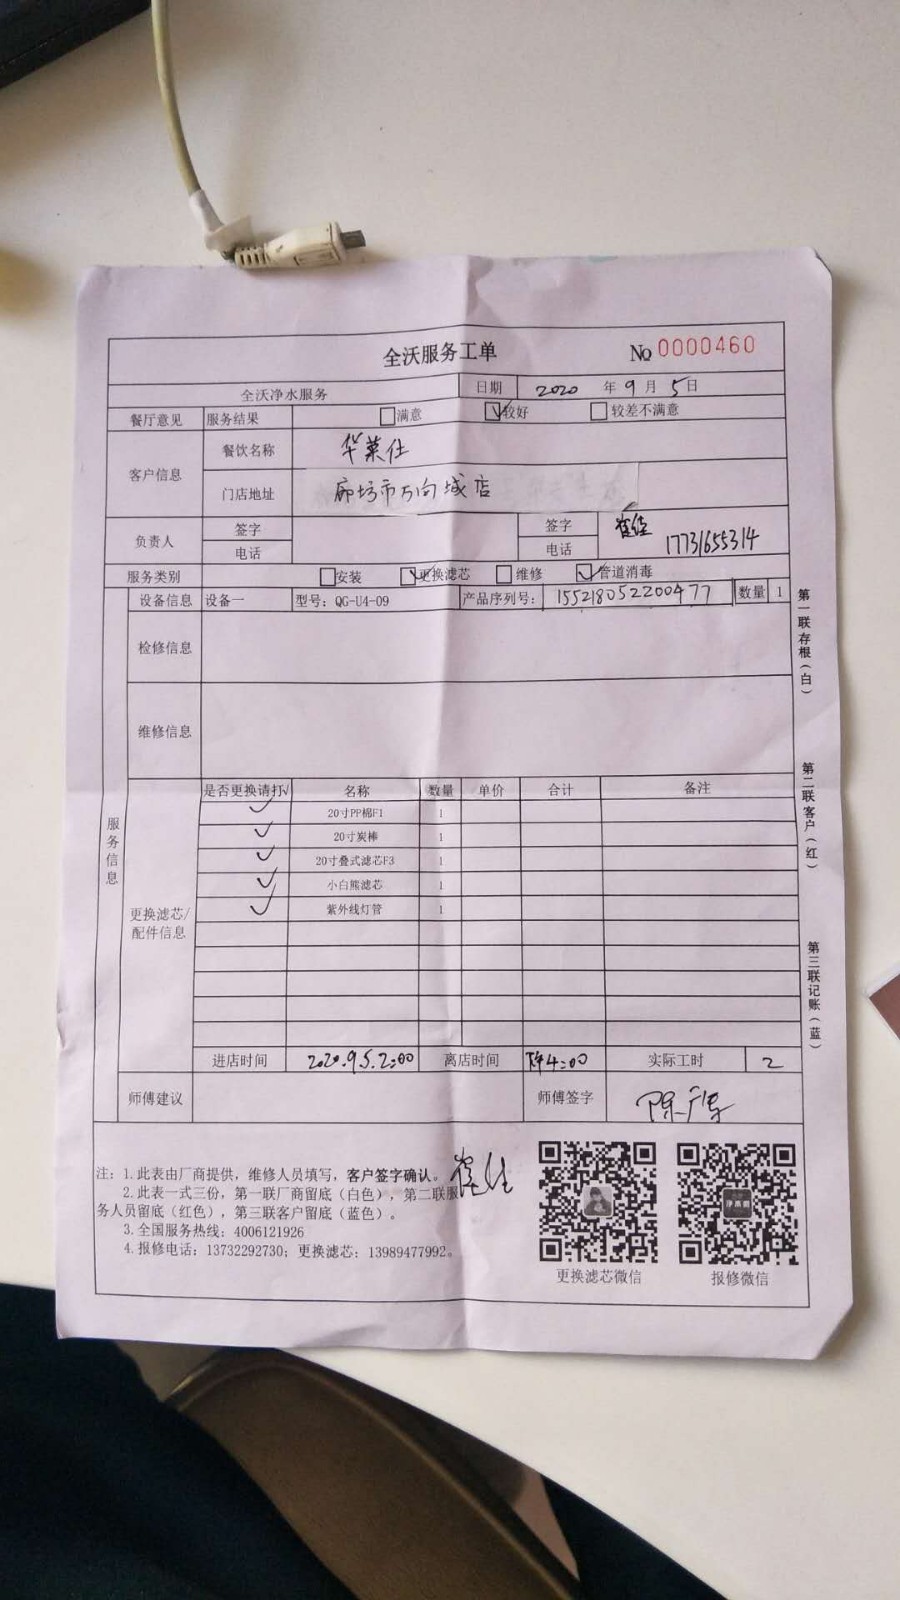 全沃服务工单 No 0000460
全沃净水服务 日期 2020 年 9 月 5 日
餐厅意见 服务结果 满意 较好 较差不满意
客户信息 餐饮名称 华莱仕
门店地址 廊坊市万向城店
负责人 签字 签字
电话 电话 17731655314
服务类别 安装 更换滤芯 维修 管道消毒
设备信息 设备一 型号：QG-U4-09 产品序列号： 155218052200477 数量 1
检修信息
维修信息
服务信息
更换滤芯/配件信息
是否更换请打√ 名称 数量 单价 合计 备注
✓ 20寸PP棉F1 1
✓ 20寸炭棒 1
✓ 20寸叠式滤芯F3 1
✓ 小白熊滤芯 1
✓ 紫外线灯管 1
进店时间 2020.9.5.2:00 离店时间 下午4:00 实际工时 2
师傅建议 师傅签字
注：1.此表由厂商提供，维修人员填写，客户签字确认。
2.此表一式三份，第一联厂商留底（白色），第二联服
务人员留底（红色），第三联客户留底（蓝色）。
3.全国服务热线：4006121926
4.报修电话：13732292730；更换滤芯：13989477992。
更换滤芯微信 报修微信
第一联存根（白）
第二联客户（红）
第三联记账（蓝）